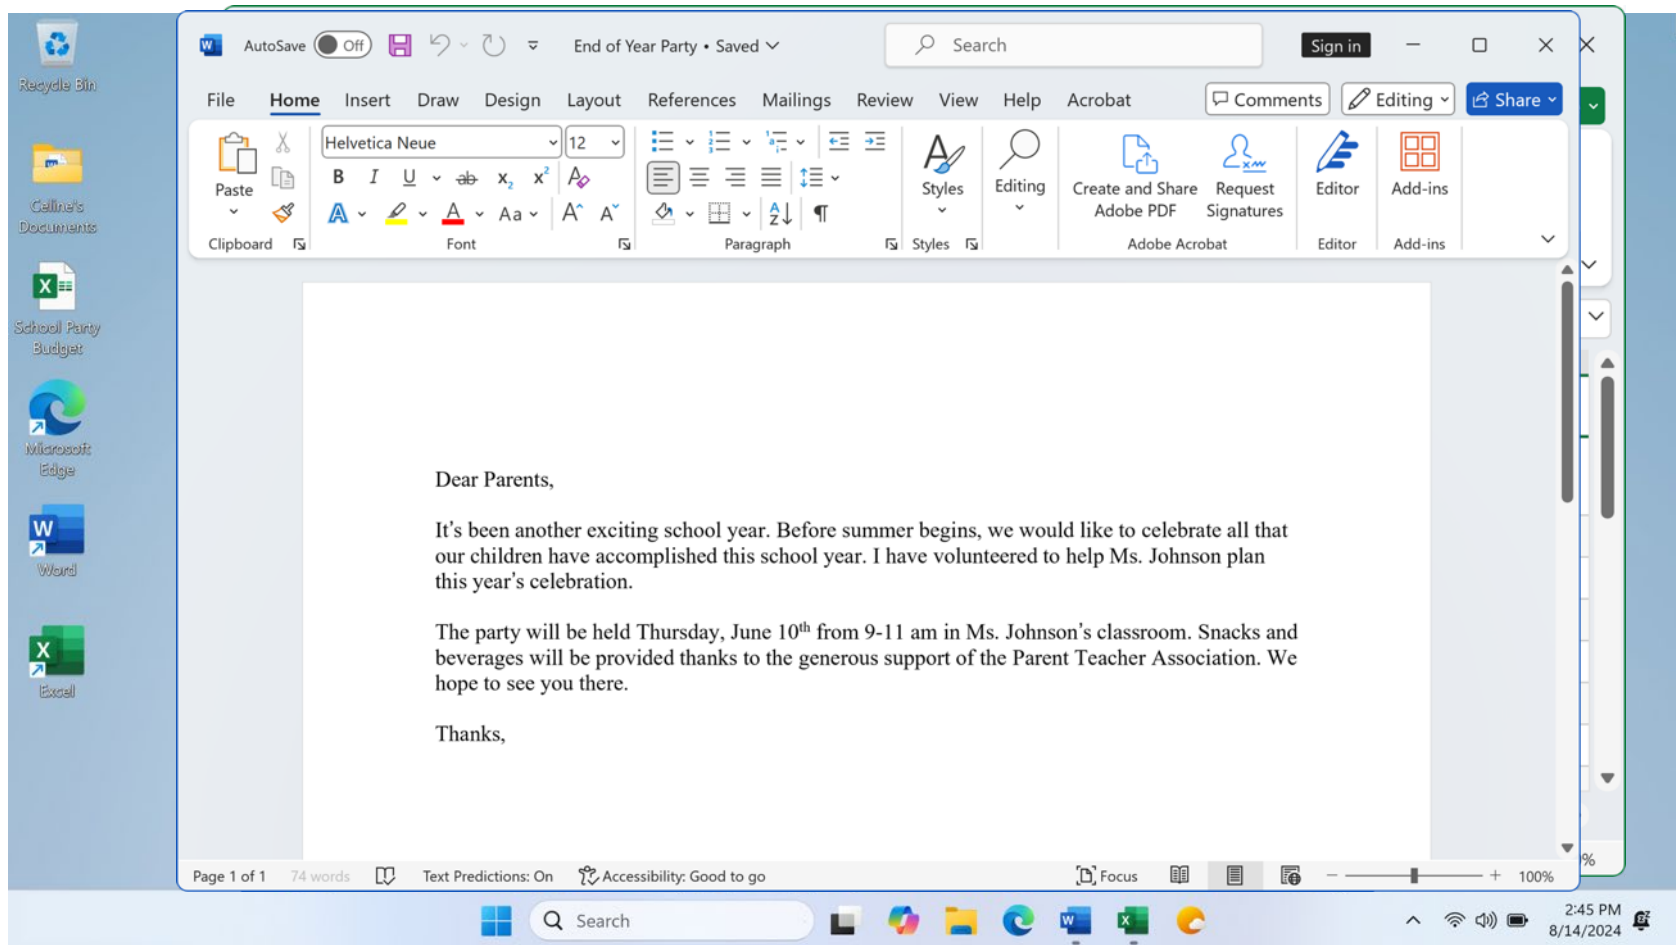 Recycle Bin
Celine's
Documents
School Party
Budget
Microsoft
Edge
Word
Excel
AutoSave Off End of Year Party • Saved Search Sign in
File Home Insert Draw Design Layout References Mailings Review View Help Acrobat Comments Editing Share
Helvetica Neue 12
Paste
B I U ab x2 x2
A A Aa A A
A Z
Styles
Editing
Create and Share
Adobe PDF
Request
Signatures
Editor
Add-ins
Clipboard Font Paragraph Styles Adobe Acrobat Editor Add-ins
Dear Parents,
It's been another exciting school year. Before summer begins, we would like to celebrate all that
our children have accomplished this school year. I have volunteered to help Ms. Johnson plan
this year's celebration.
The party will be held Thursday, June 10th from 9-11 am in Ms. Johnson's classroom. Snacks and
beverages will be provided thanks to the generous support of the Parent Teacher Association. We
hope to see you there.
Thanks,
Page 1 of 1 74 words Text Predictions: On Accessibility: Good to go Focus 100%
%
Search
2:45 PM
8/14/2024